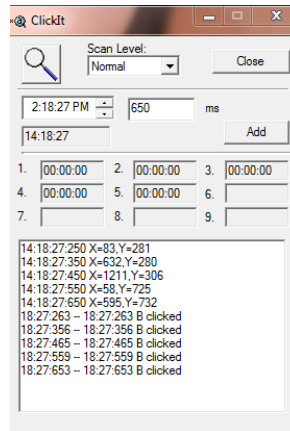 ClickIt
Scan Level:
Normal
Close
2:18:27 PM
650
ms
14:18:27
Add
1. 00:00:00 2. 00:00:00 3. 00:00:00
4. 00:00:00 5. 00:00:00 6.
7. 8. 9.
14:18:27:250 X=83,Y=281
14:18:27:350 X=632,Y=280
14:18:27:450 X=1211,Y=306
14:18:27:550 X=58,Y=725
14:18:27:650 X=595,Y=732
18:27:263 -- 18:27:263 B clicked
18:27:356 -- 18:27:356 B clicked
18:27:465 -- 18:27:465 B clicked
18:27:559 -- 18:27:559 B clicked
18:27:653 -- 18:27:653 B clicked